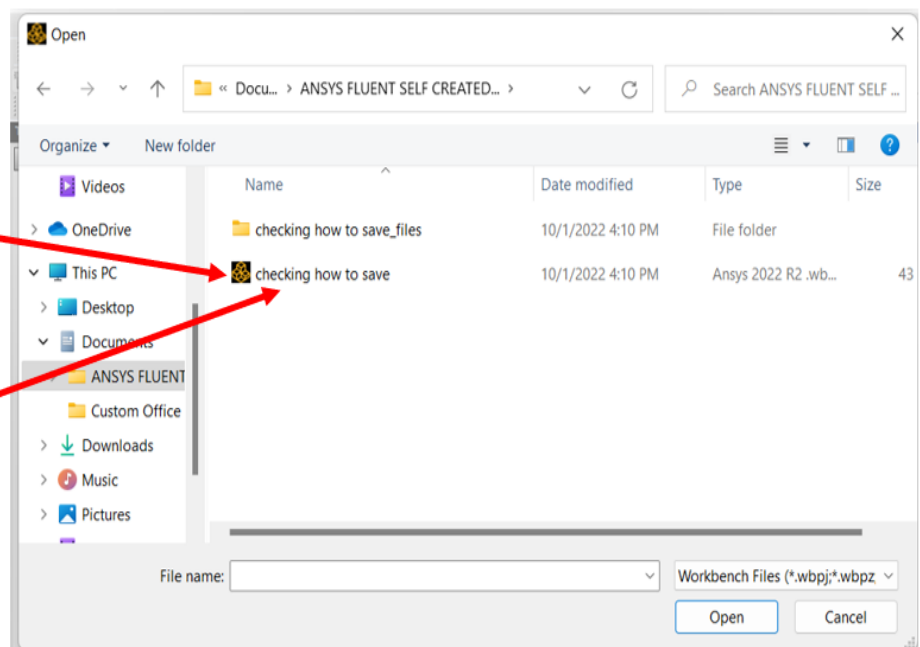 Open
« Docu... > ANSYS FLUENT SELF CREATED... >
Search ANSYS FLUENT SELF ...
Organize
New folder
Name
Date modified
Type
Size
Videos
OneDrive
This PC
Desktop
Documents
ANSYS FLUENT
Custom Office
Downloads
Music
Pictures
checking how to save_files 10/1/2022 4:10 PM File folder
checking how to save 10/1/2022 4:10 PM Ansys 2022 R2 .wb... 43
File name:
Workbench Files (*.wbpj;*.wbpz
Open
Cancel